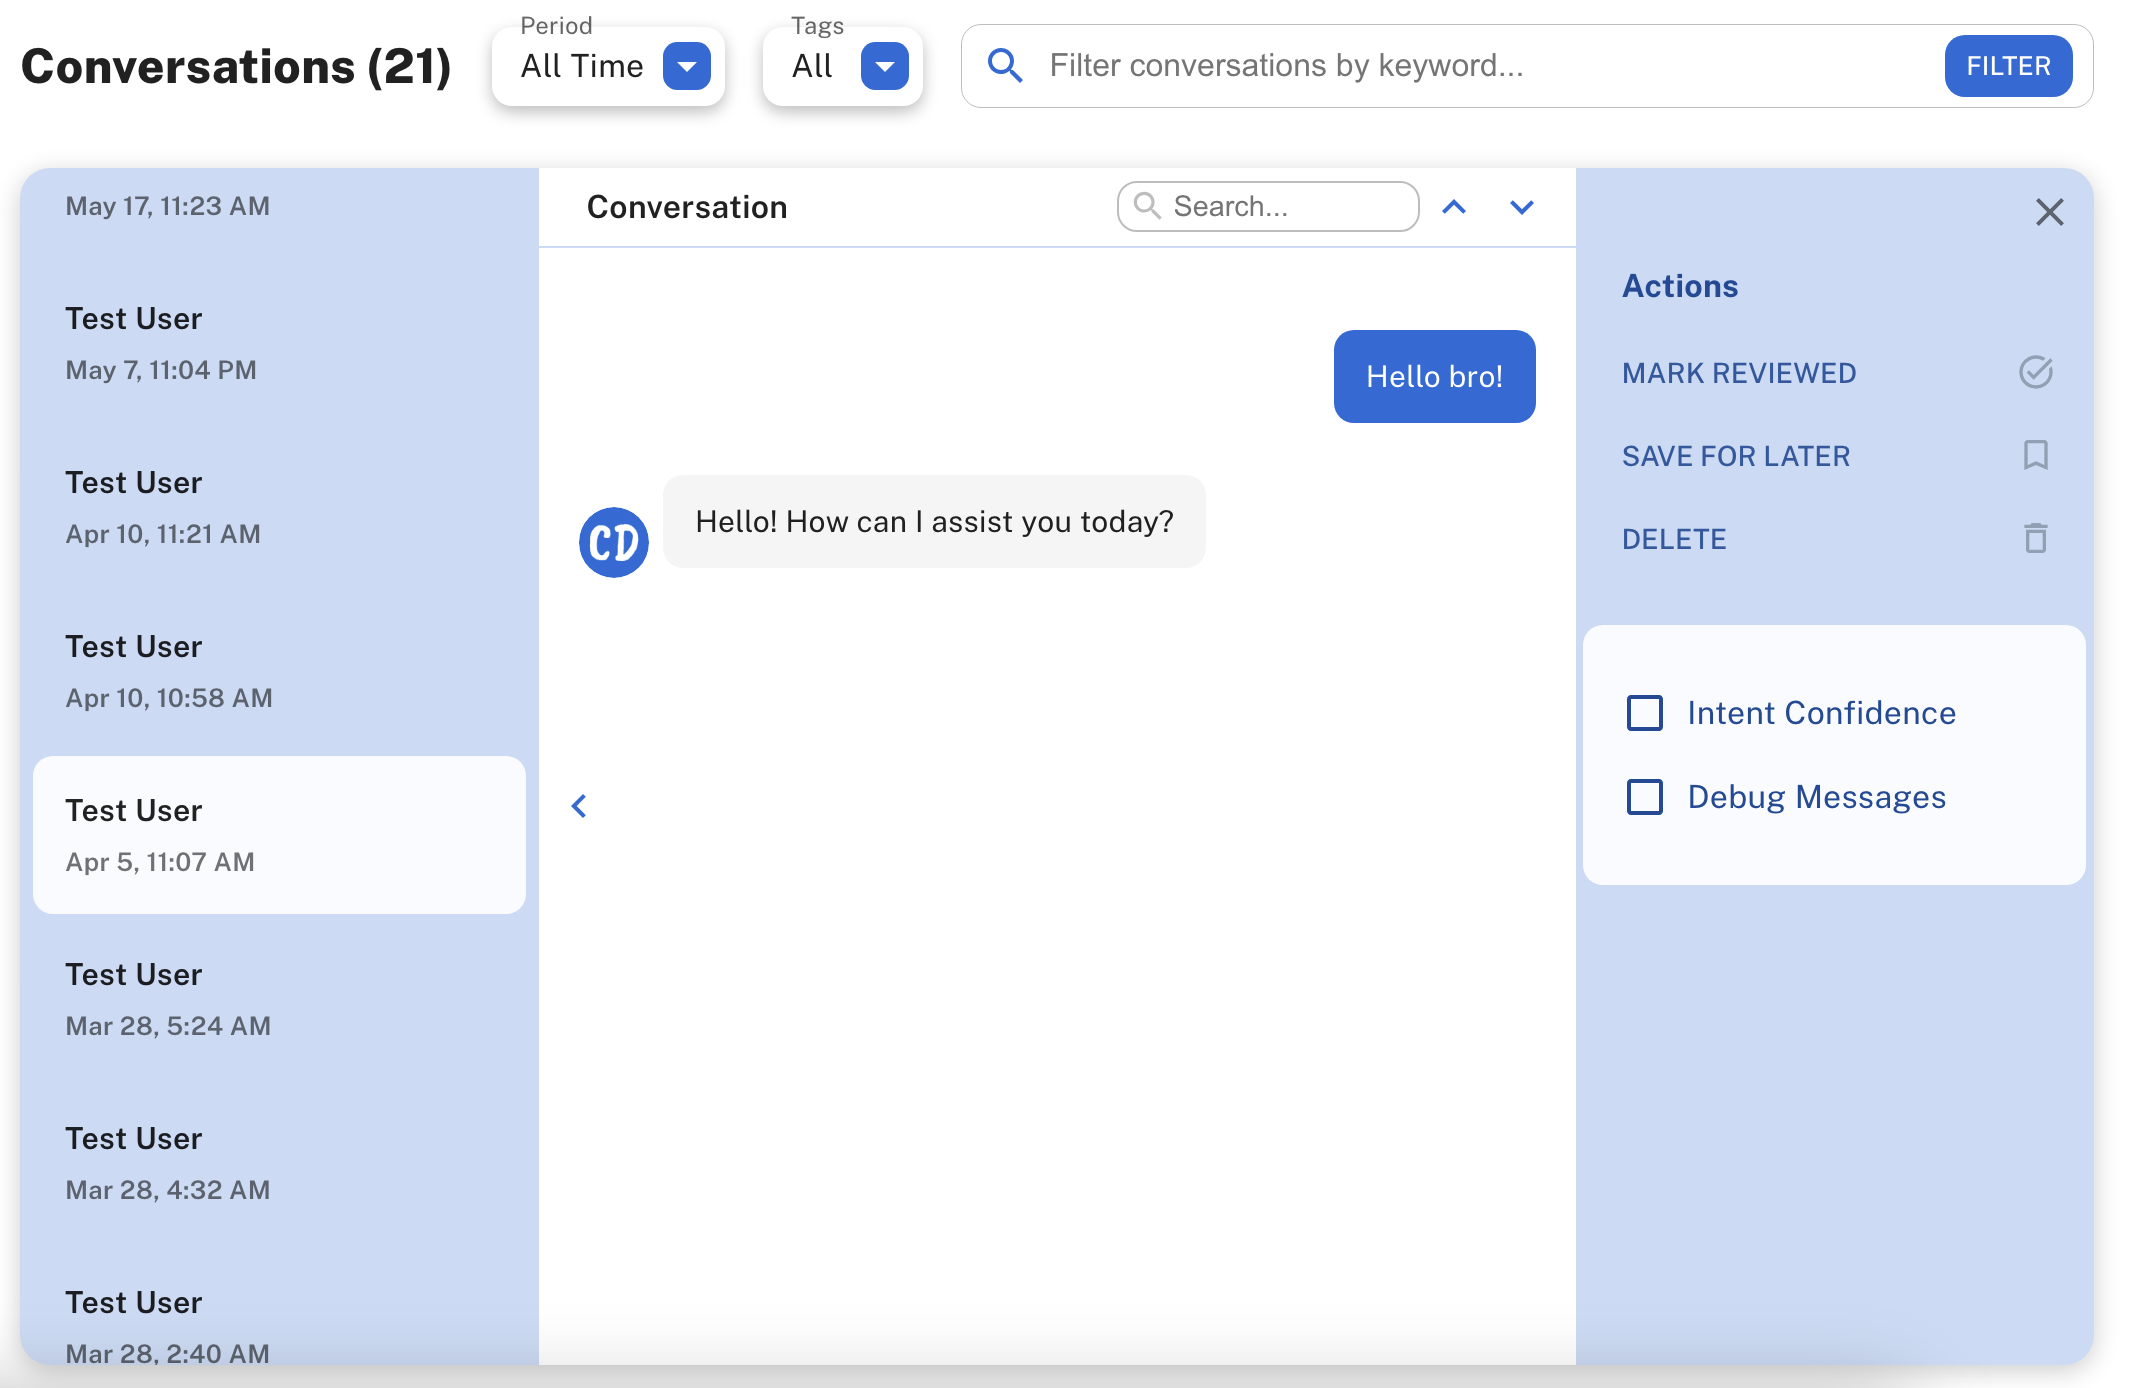 Conversations (21)
Period
All Time
Tags
All
Filter conversations by keyword...
FILTER
May 17, 11:23 AM
Test User
May 7, 11:04 PM
Test User
Apr 10, 11:21 AM
Test User
Apr 10, 10:58 AM
Test User
Apr 5, 11:07 AM
Test User
Mar 28, 5:24 AM
Test User
Mar 28, 4:32 AM
Test User
Mar 28, 2:40 AM
Conversation
Search...
Hello bro!
CD
Hello! How can I assist you today?
Actions
MARK REVIEWED
SAVE FOR LATER
DELETE
Intent Confidence
Debug Messages